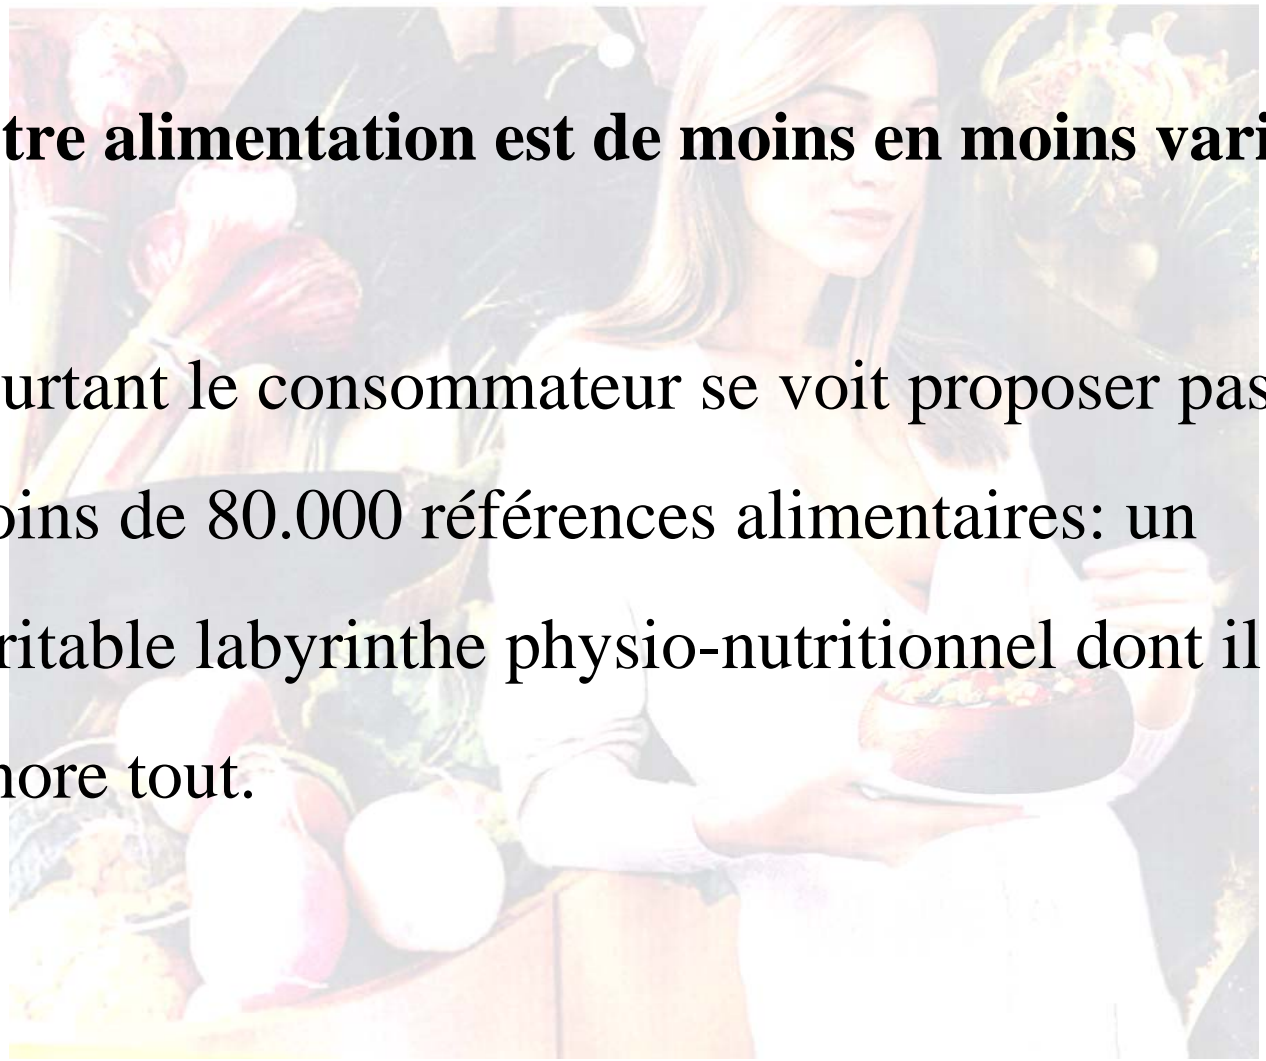 tre alimentation est de moins en moins vari
urtant le consommateur se voit proposer pas
oins de 80.000 références alimentaires: un
ritable labyrinthe physio-nutritionnel dont il
nore tout.